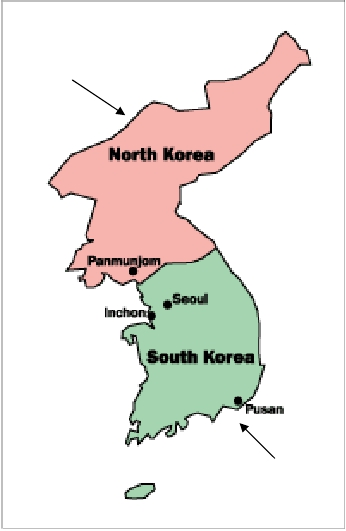 North Korea
Panmunjom
Seoul
Inchon
South Korea
Pusan